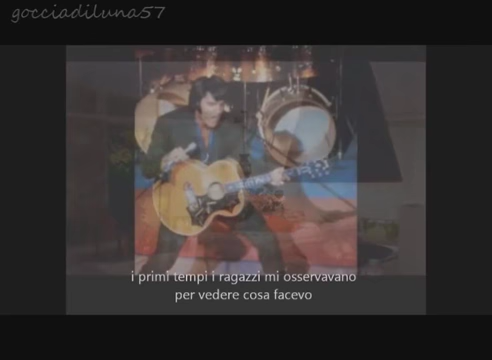 gocciadiluna57
i primi tempi i ragazzi mi osservavano
per vedere cosa facevo